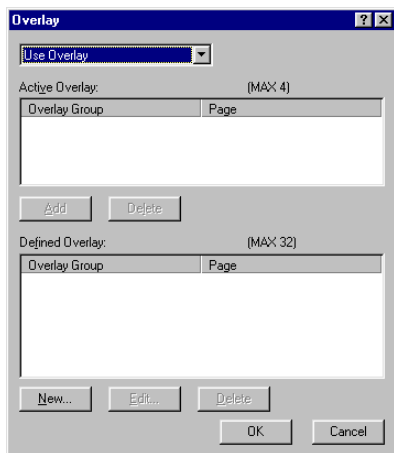 Overlay
Use Overlay
Active Overlay: (MAX 4)
Overlay Group Page
Add Delete
Defined Overlay: (MAX 32)
Overlay Group Page
New... Edit... Delete
OK Cancel